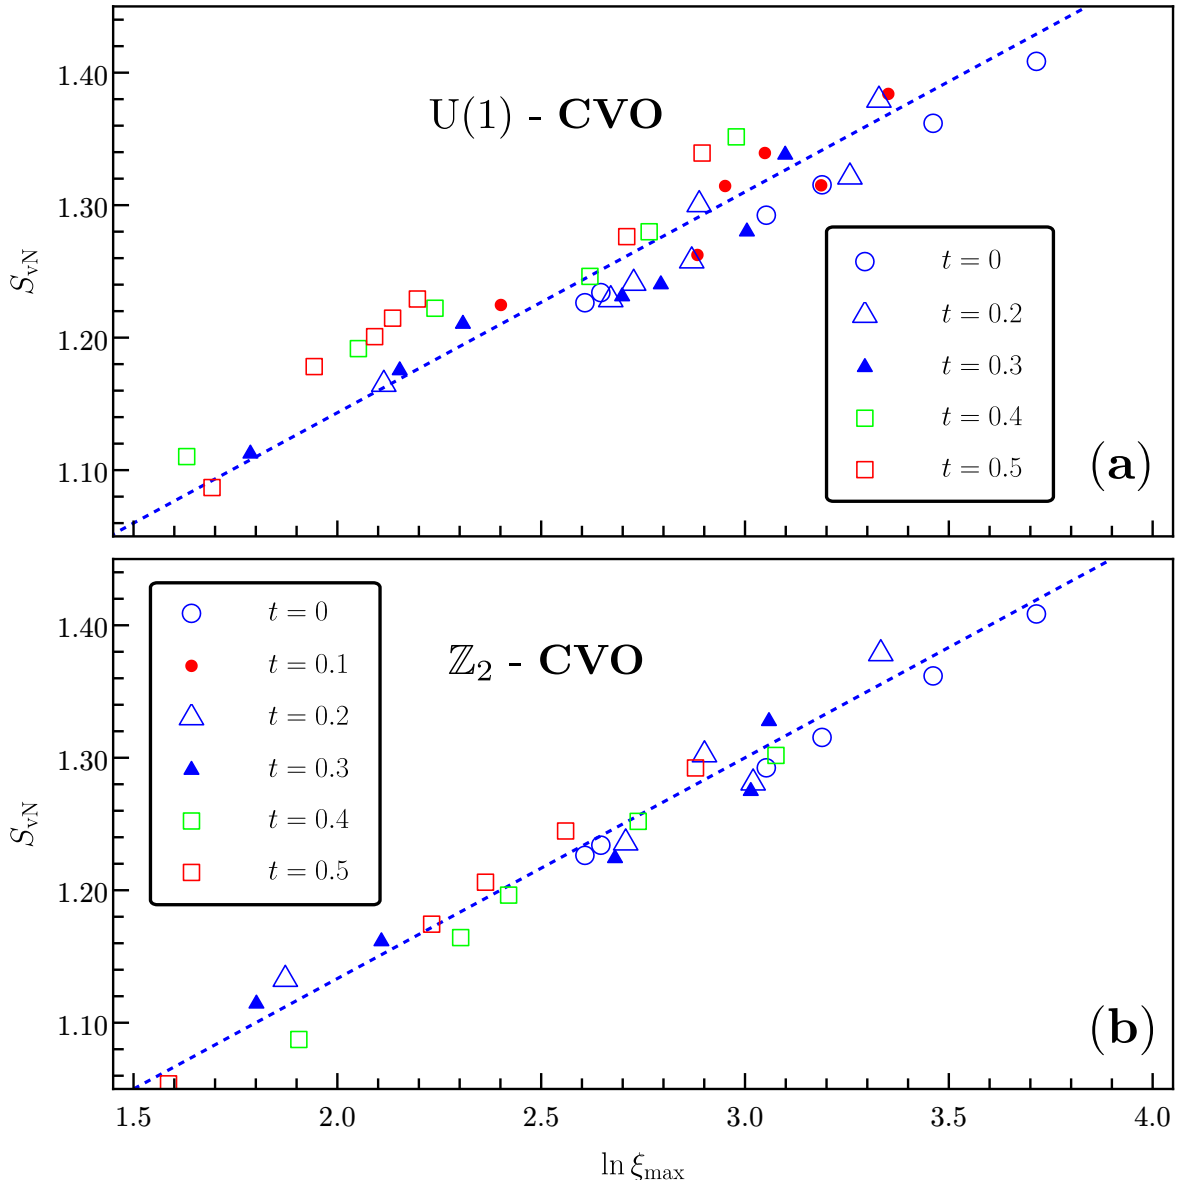 U(1) - CVO
1.40
1.30
1.20
1.10
S_vN
t = 0
t = 0.2
t = 0.3
t = 0.4
t = 0.5
(a)
ℤ₂ - CVO
t = 0
t = 0.1
t = 0.2
t = 0.3
t = 0.4
t = 0.5
1.40
1.30
1.20
1.10
S_vN
(b)
1.5 2.0 2.5 3.0 3.5 4.0
ln ξ_max